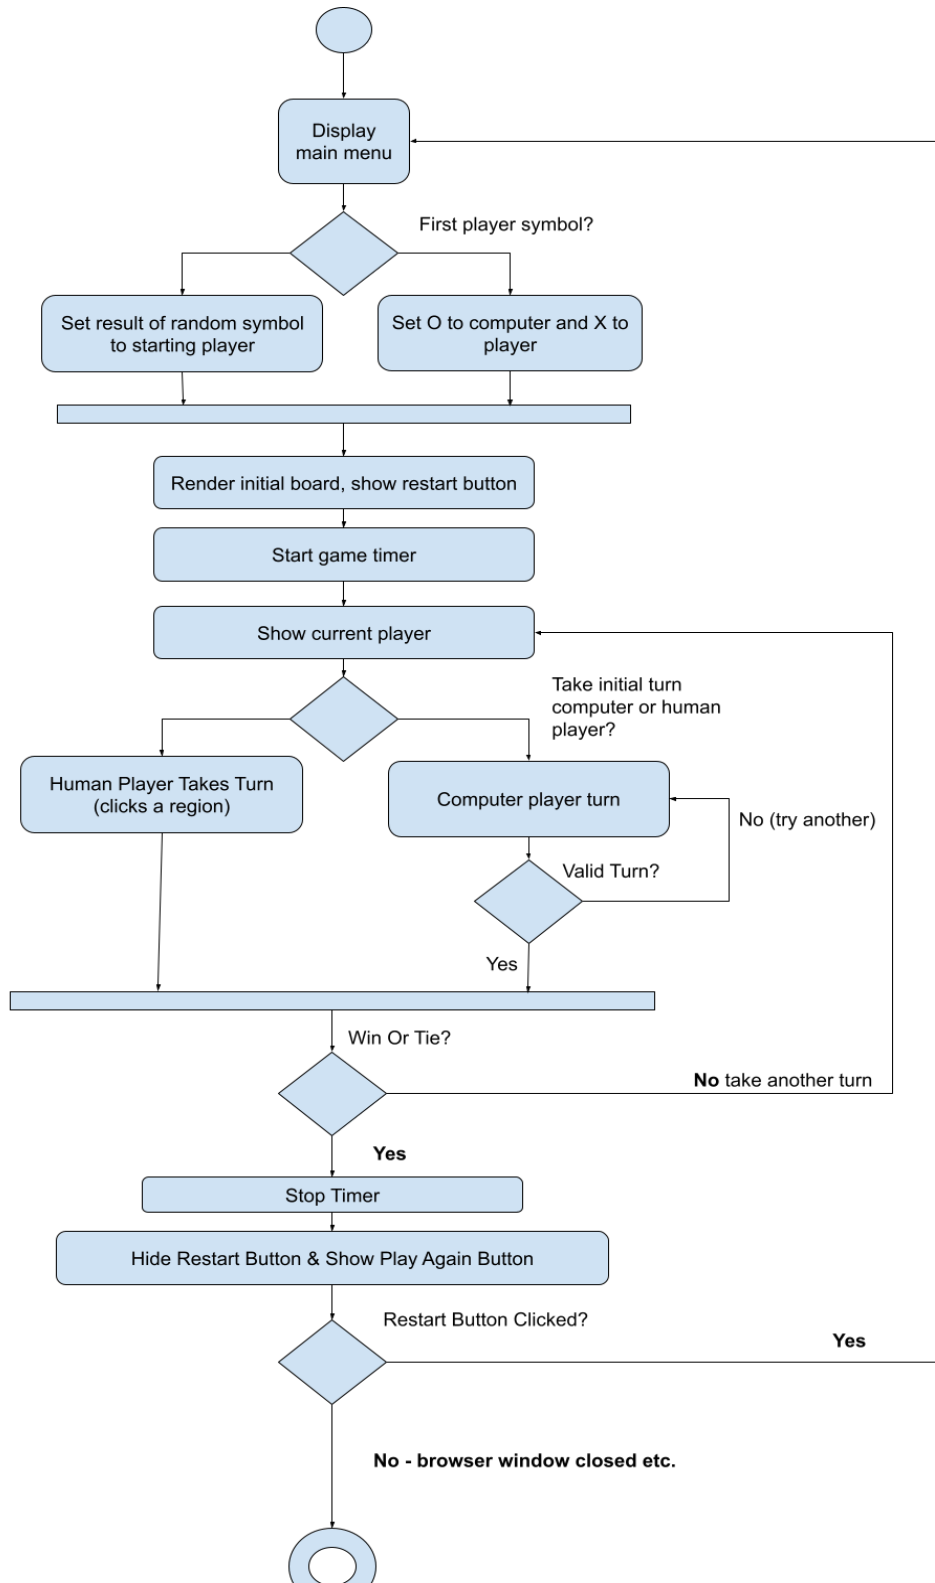 Display
main menu
First player symbol?
Set result of random symbol
to starting player
Set O to computer and X to
player
Render initial board, show restart button
Start game timer
Show current player
Take initial turn
computer or human
player?
Human Player Takes Turn
(clicks a region)
Computer player turn
No (try another)
Valid Turn?
Yes
Win Or Tie?
No take another turn
Yes
Stop Timer
Hide Restart Button & Show Play Again Button
Restart Button Clicked?
Yes
No - browser window closed etc.